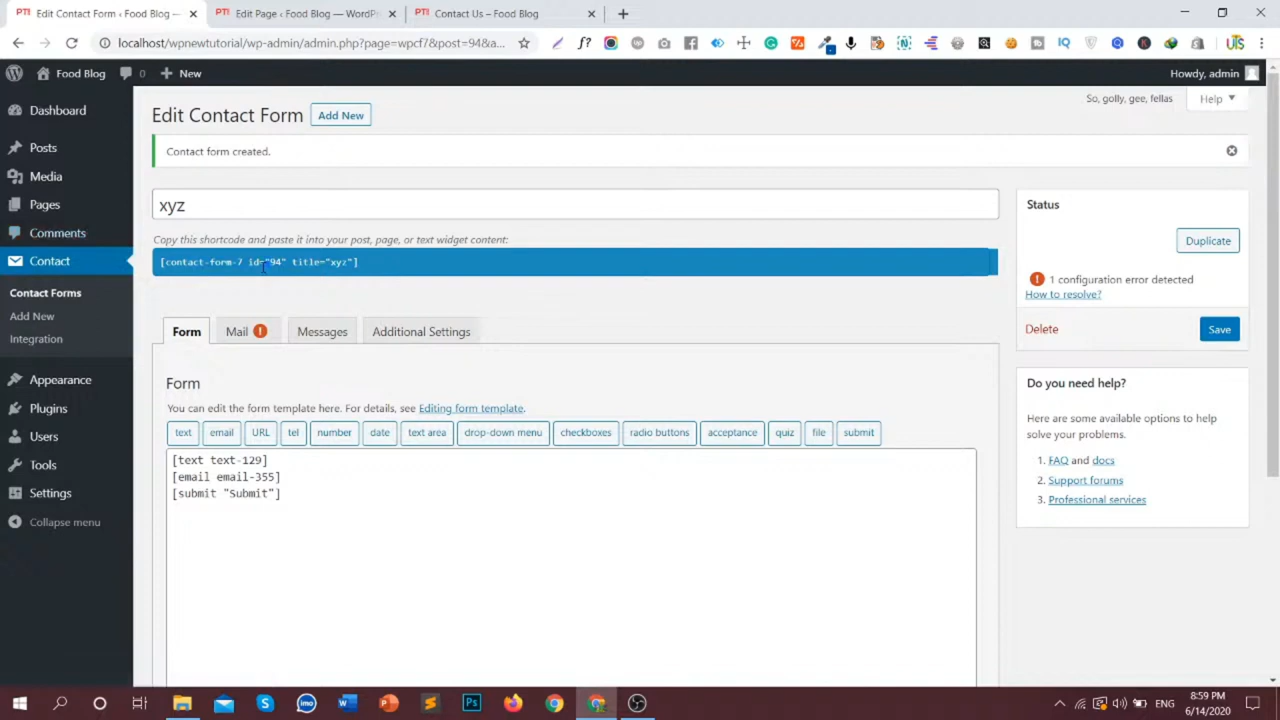 PT! Edit Contact Form ‹ Food Blog —
PT! Edit Page ‹ Food Blog — WordPr
PT! Contact Us – Food Blog
localhost/wpnewtutorial/wp-admin/admin.php?page=wpcf7&post=94&a...
Food Blog 0 New
Howdy, admin
Dashboard
Posts
Media
Pages
Comments
Contact
Contact Forms
Add New
Integration
Appearance
Plugins
Users
Tools
Settings
Collapse menu
So, golly, gee, fellas
Help
Edit Contact Form Add New
Contact form created.
xyz
Copy this shortcode and paste it into your post, page, or text widget content:
[contact-form-7 id="94" title="xyz"]
Form Mail ! Messages Additional Settings
Form
You can edit the form template here. For details, see Editing form template.
text email URL tel number date text area drop-down menu checkboxes radio buttons acceptance quiz file submit
[text text-129]
[email email-355]
[submit "Submit"]
Status
Duplicate
! 1 configuration error detected
How to resolve?
Delete Save
Do you need help?
Here are some available options to help
solve your problems.
1. FAQ and docs
2. Support forums
3. Professional services
ENG
8:59 PM
6/14/2020